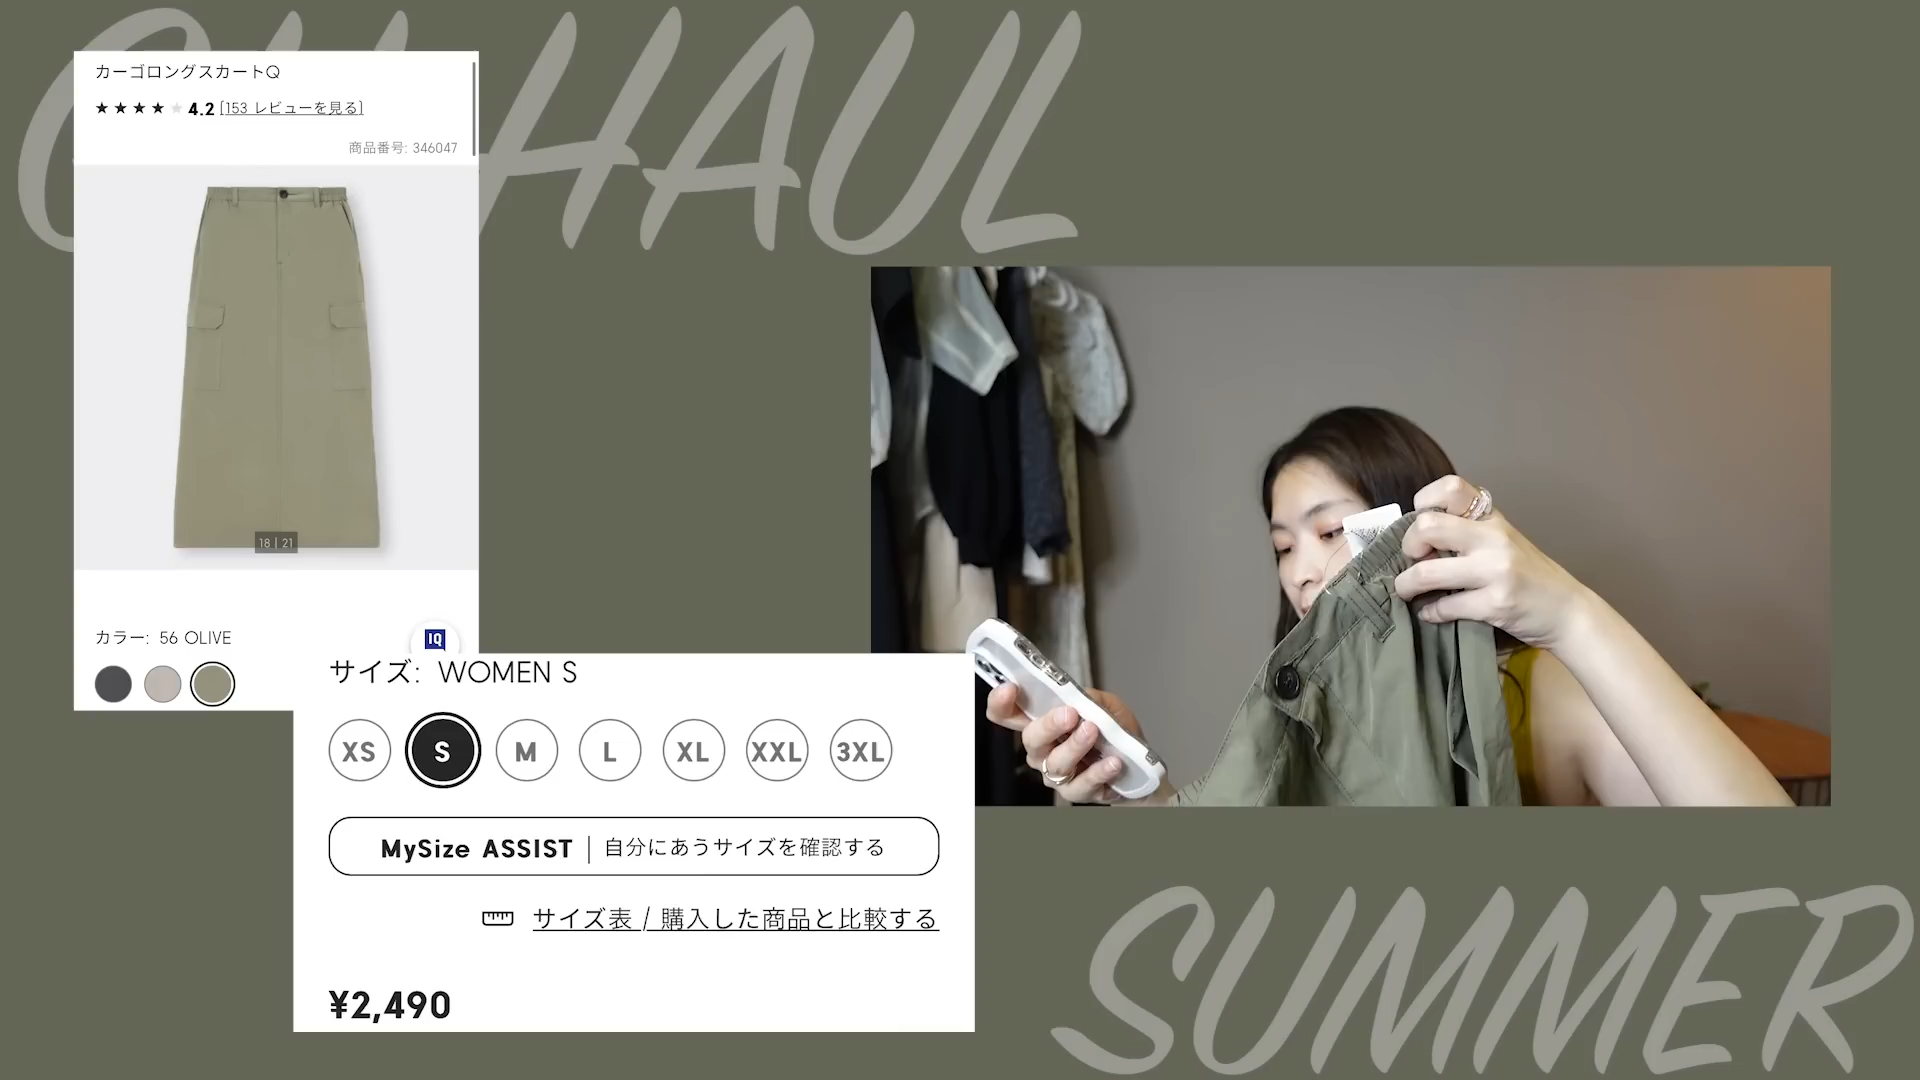 HAUL
カーゴロングスカートQ
4.2 [153 レビューを見る]
商品番号: 346047
18 | 21
カラー: 56 OLIVE
IQ
サイズ: WOMEN S
XS S M L XL XXL 3XL
MySize ASSIST | 自分にあうサイズを確認する
サイズ表 / 購入した商品と比較する
¥2,490
SUMMER